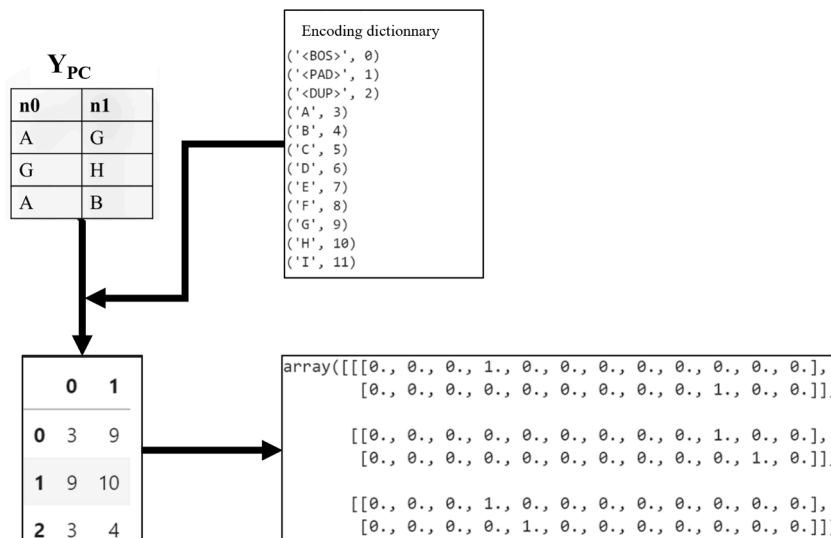 Encoding dictionnary
('<BOS>', 0)
('<PAD>', 1)
('<DUP>', 2)
('A', 3)
('B', 4)
('C', 5)
('D', 6)
('E', 7)
('F', 8)
('G', 9)
('H', 10)
('I', 11)
Y_PC
n0 n1
A G
G H
A B
0 1
0 3 9
1 9 10
2 3 4
array([[[0., 0., 0., 1., 0., 0., 0., 0., 0., 0., 0., 0.],
[0., 0., 0., 0., 0., 0., 0., 0., 0., 1., 0., 0.]],
[[0., 0., 0., 0., 0., 0., 0., 0., 0., 1., 0., 0.],
[0., 0., 0., 0., 0., 0., 0., 0., 0., 0., 1., 0.]],
[[0., 0., 0., 1., 0., 0., 0., 0., 0., 0., 0., 0.],
[0., 0., 0., 0., 1., 0., 0., 0., 0., 0., 0., 0.]]]